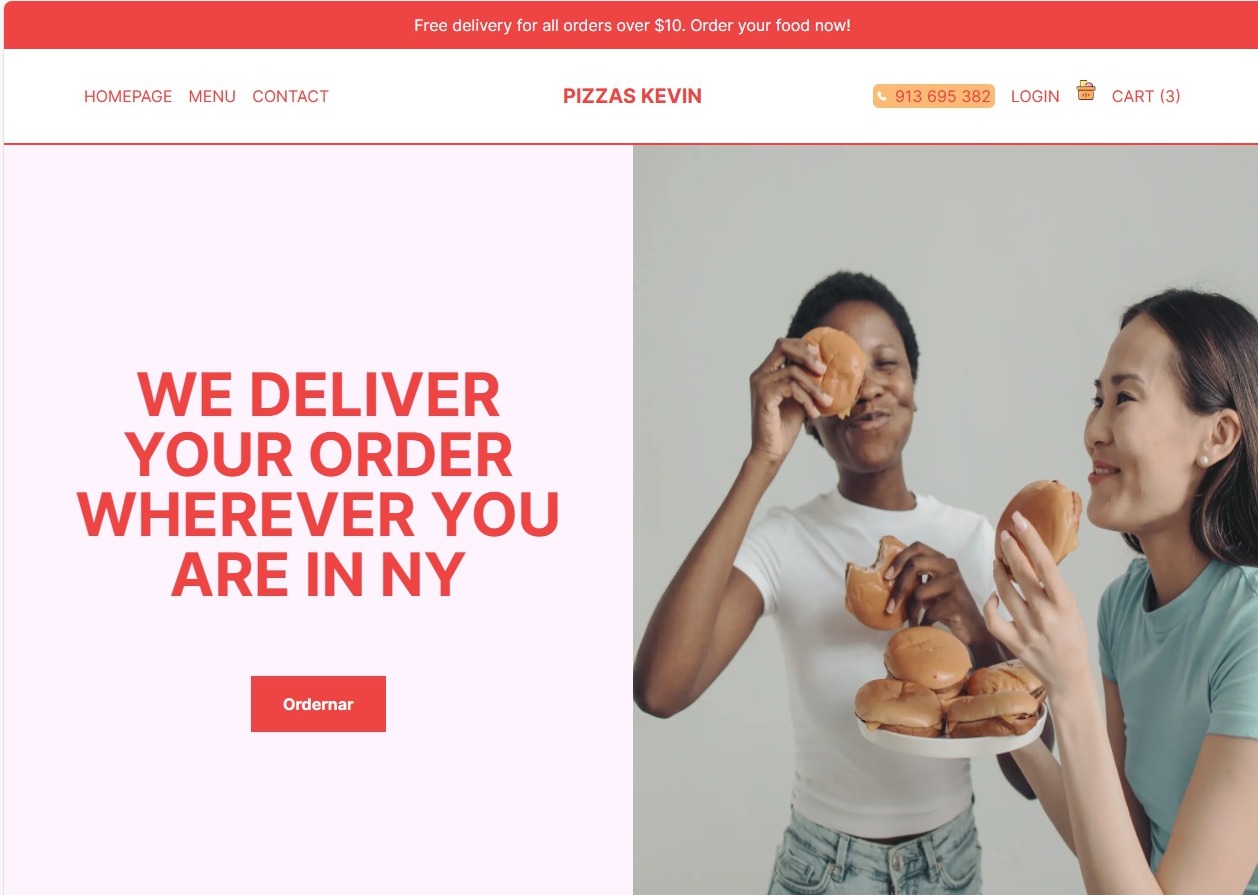 Free delivery for all orders over $10. Order your food now!
HOMEPAGE MENU CONTACT
PIZZAS KEVIN
913 695 382 LOGIN CART (3)
WE DELIVER
YOUR ORDER
WHEREVER YOU
ARE IN NY
Ordernar